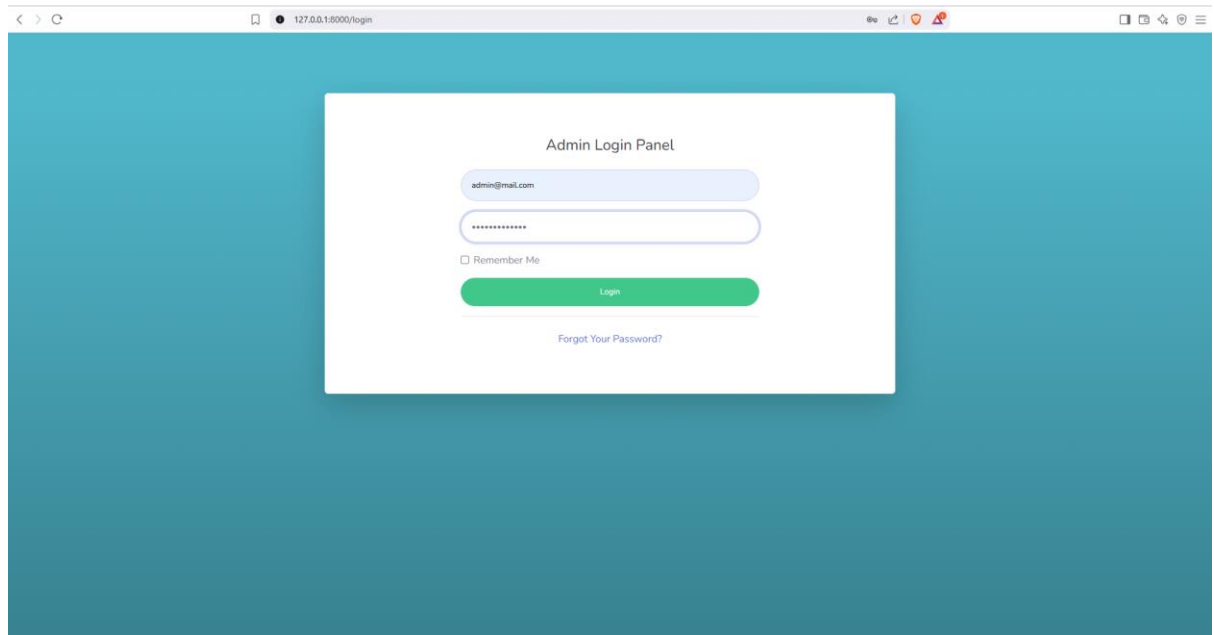 127.0.0.1:8000/login
Admin Login Panel
admin@mail.com
•••••••••••••
Remember Me
Login
Forgot Your Password?